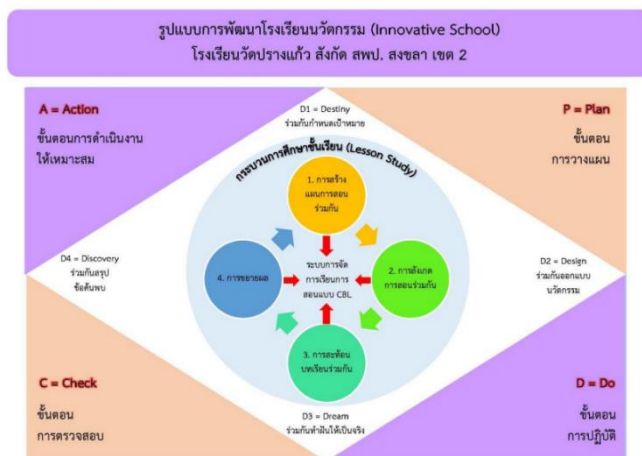 รูปแบบการพัฒนาโรงเรียนนวัตกรรม (Innovative School)
โรงเรียนวัดปรางแก้ว สังกัด สพป. สงขลา เขต 2
A = Action
ขั้นตอนการดำเนินงาน
ให้เหมาะสม
D1 = Destiny
ร่วมกันกำหนดเป้าหมาย
P = Plan
ขั้นตอน
การวางแผน
กระบวนการศึกษาชั้นเรียน (Lesson Study)
1. การสร้าง
แผนการสอน
ร่วมกัน
D4 = Discovery
ร่วมกันสรุป
ข้อค้นพบ
4. การขยายผล
ระบบการจัด
การเรียนการ
สอนแบบ CBL
2. การสังเกต
การสอนร่วมกัน
D2 = Design
ร่วมกันออกแบบ
นวัตกรรม
3. การสะท้อน
บทเรียนร่วมกัน
C = Check
ขั้นตอน
การตรวจสอบ
D3 = Dream
ร่วมกันทำฝันให้เป็นจริง
D = Do
ขั้นตอน
การปฏิบัติ